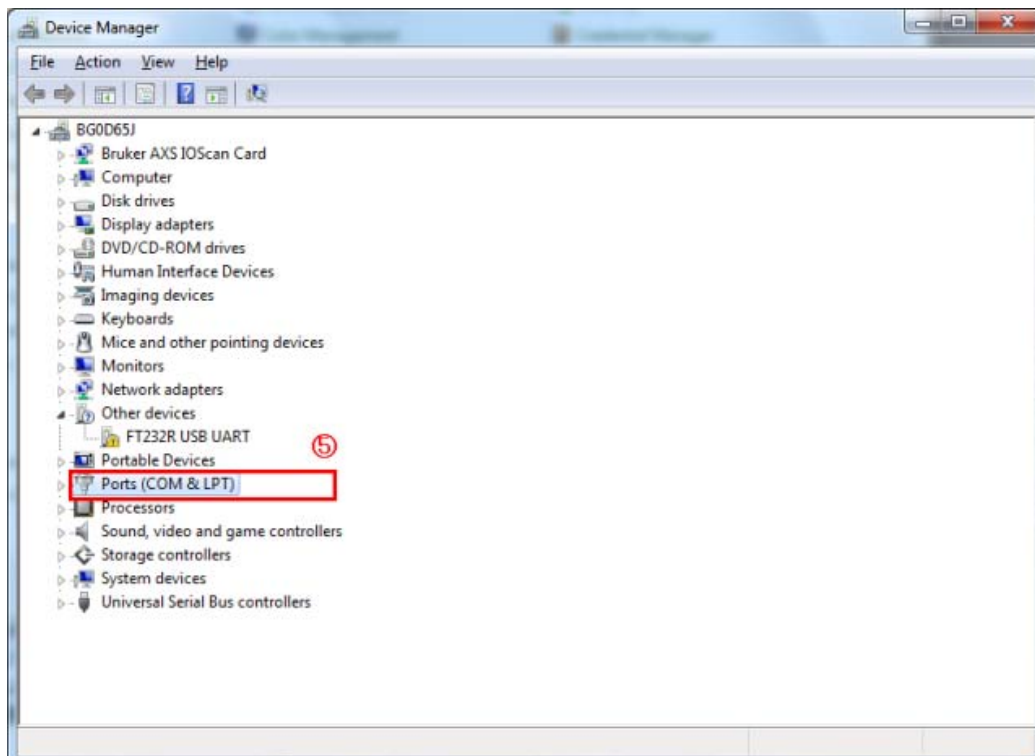 Device Manager
File Action View Help
BG0D65J
Bruker AXS IOScan Card
Computer
Disk drives
Display adapters
DVD/CD-ROM drives
Human Interface Devices
Imaging devices
Keyboards
Mice and other pointing devices
Monitors
Network adapters
Other devices
FT232R USB UART
⑤
Portable Devices
Ports (COM & LPT)
Processors
Sound, video and game controllers
Storage controllers
System devices
Universal Serial Bus controllers